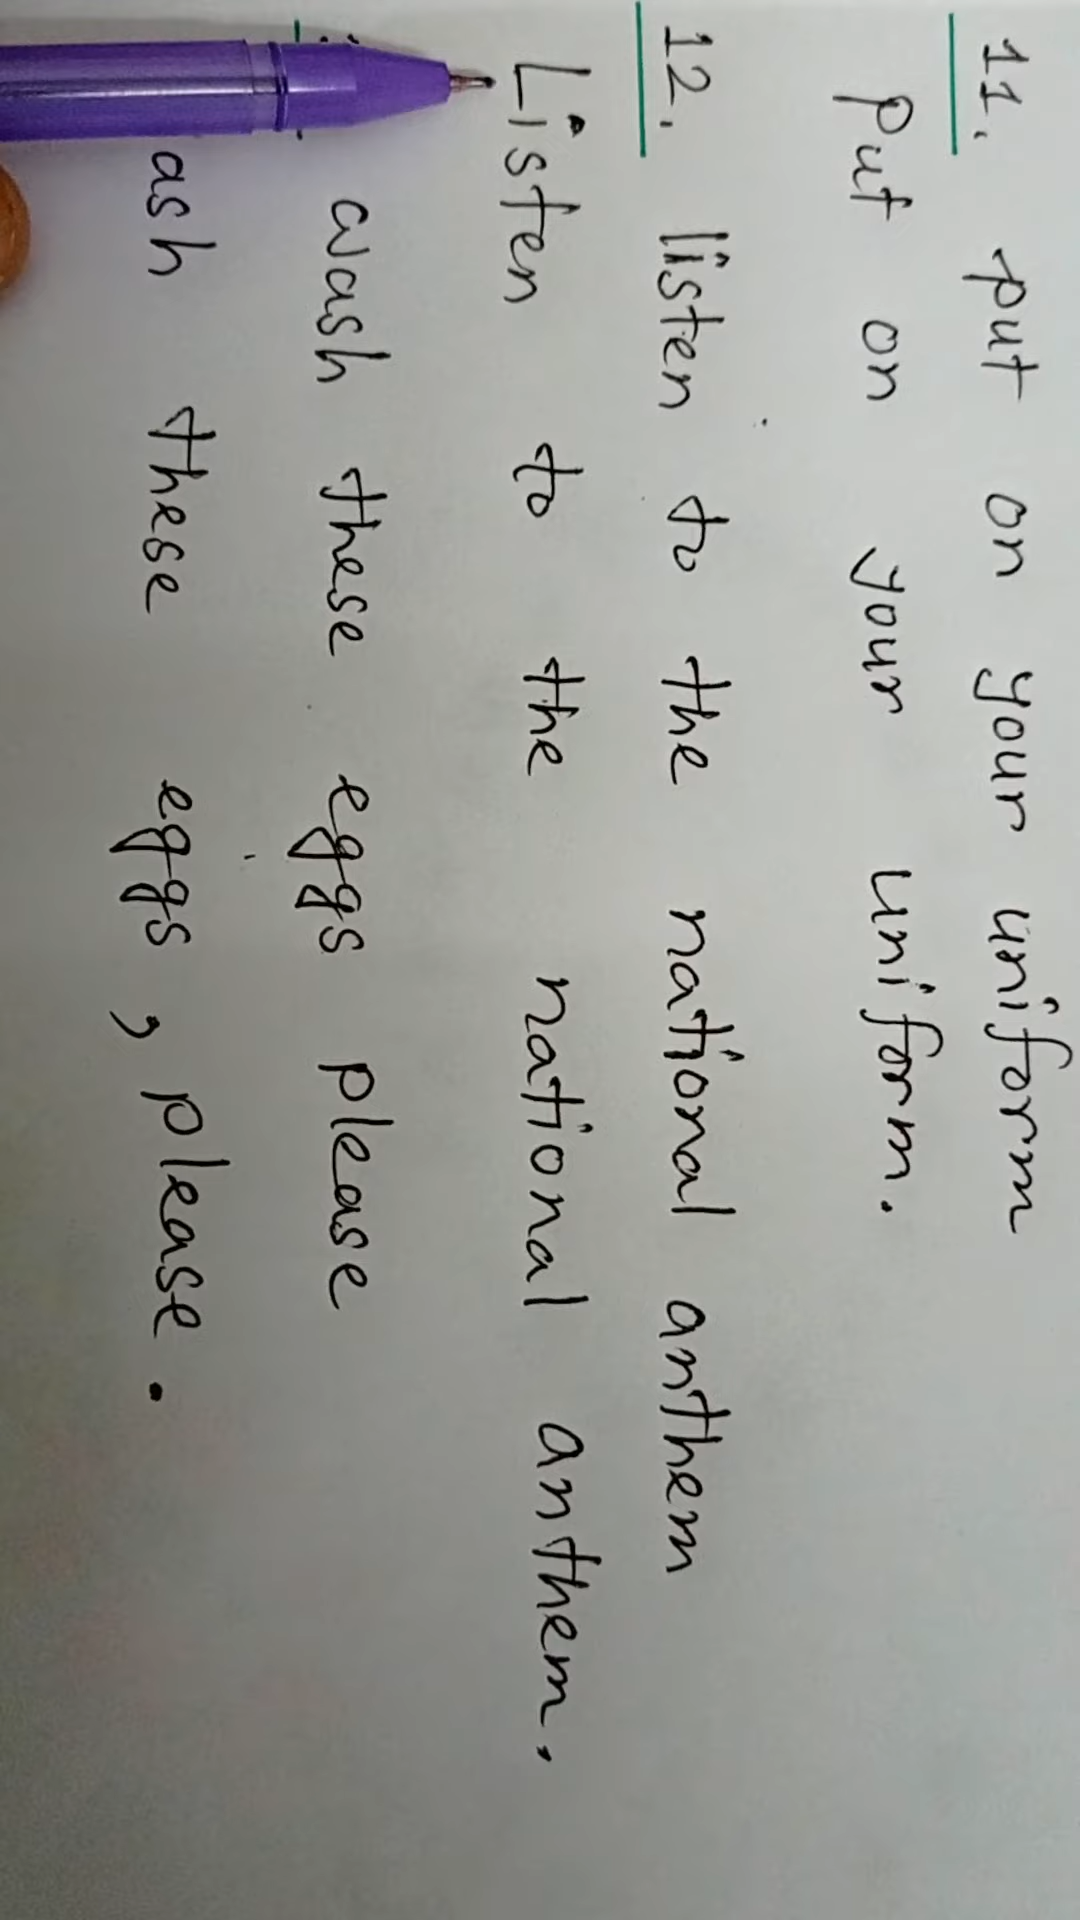 11. put on your uniform
Put on your uniform.
12. listen to the national anthem
Listen to the national anthem.
wash these eggs please
ash these eggs, please.